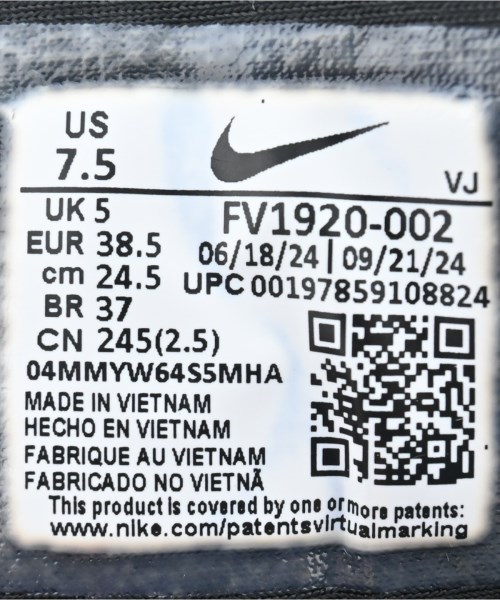 US
7.5
VJ
UK 5
FV1920-002
EUR 38.5
06/18/24 | 09/21/24
cm 24.5
UPC 00197859108824
BR 37
CN 245(2.5)
04MMYW64S5MHA
MADE IN VIETNAM
HECHO EN VIETNAM
FABRIQUE AU VIETNAM
FABRICADO NO VIETNÃ
This product is covered by one or more patents:
www.nike.com/patentsvirtualmarking